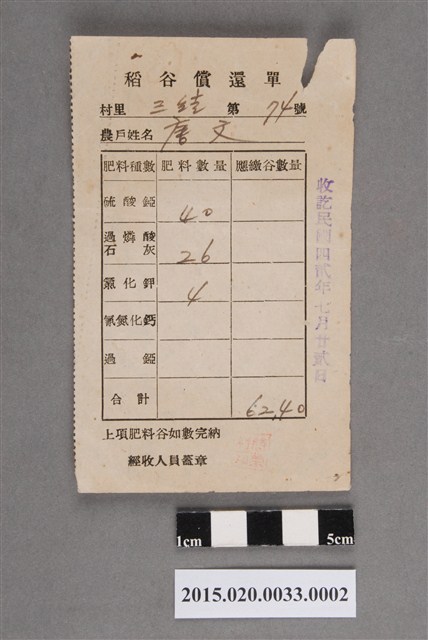 稻谷償還單
村里 三 第 74 號
農戶姓名 唐文
肥料種數 肥料數量 應繳谷數量
硫酸錏 40
過燐酸石灰 26
氯化鉀 4
氰氮化鈣
過錏
合計 62.40
上項肥料谷如數完納
經收人員蓋章
收訖民國四貳年七月廿貳日
1cm 5cm
2015.020.0033.0002